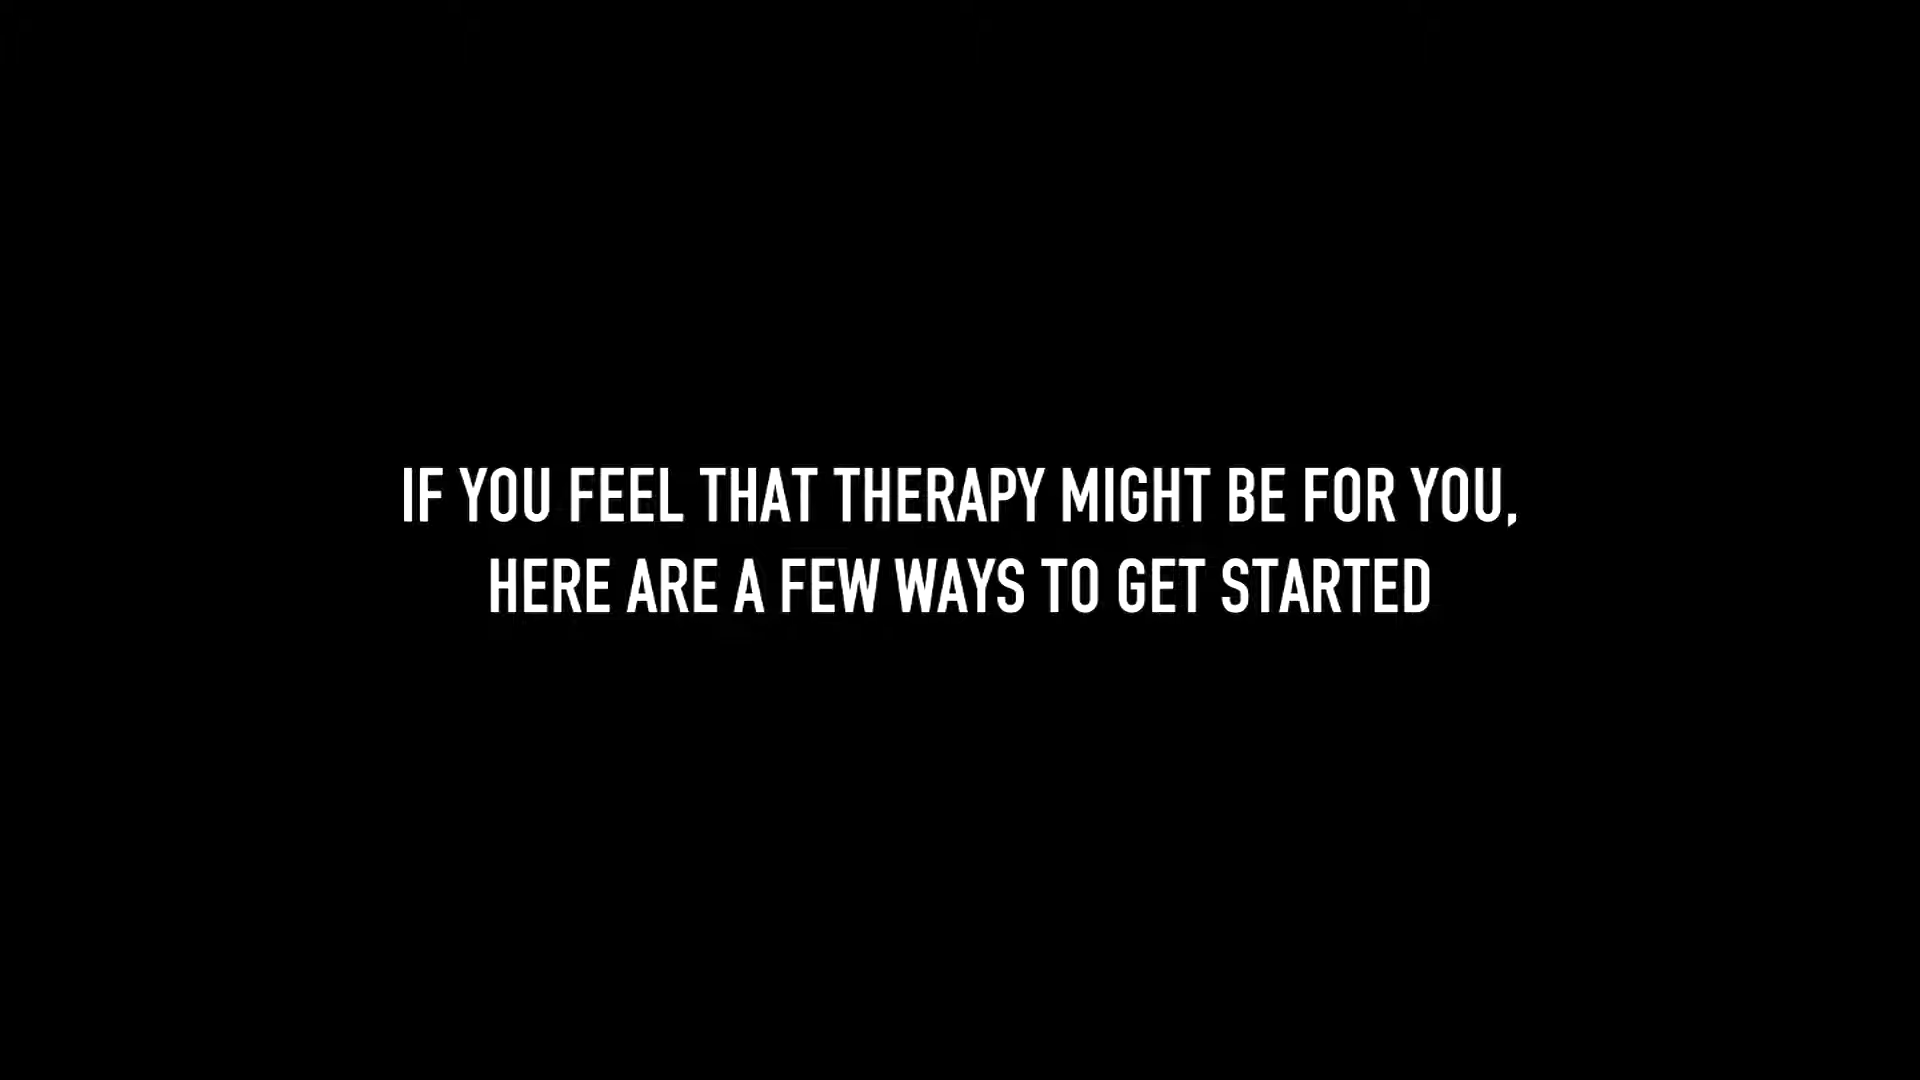 IF YOU FEEL THAT THERAPY MIGHT BE FOR YOU,
HERE ARE A FEW WAYS TO GET STARTED